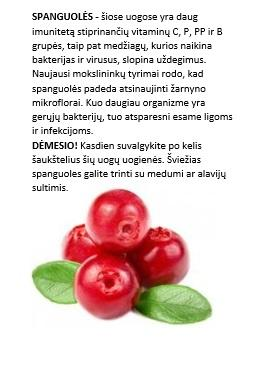 SPANGUOLĖS - šiose uogose yra daug
imunitetą stiprinančių vitaminų C, P, PP ir B
grupės, taip pat medžiagų, kurios naikina
bakterijas ir virusus, slopina uždegimus.
Naujausi mokslininkų tyrimai rodo, kad
spanguolės padeda atsinaujinti žarnyno
mikroflorai. Kuo daugiau organizme yra
gerųjų bakterijų, tuo atsparesni esame ligoms
ir infekcijoms.
DĖMESIO! Kasdien suvalgykite po kelis
šaukštelius šių uogų uogienės. Šviežias
spanguoles galite trinti su medumi ar alavijų
sultimis.